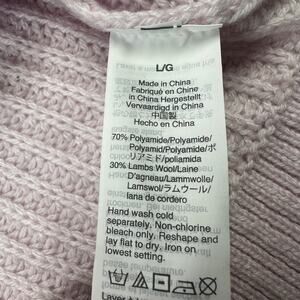 L/G
Made in China
Fabriqué en Chine
in China Hergestellt
Vervaardigd in China
中国製
Hecho en China
70% Polyamide/Polyamide/
Polyamid/Polyamide/ポ
リアミド/poliamida
30% Lambs Wool/Laine
D'agneau/Lammwolle/
Lamswol/ラムウール/
lana de cordero
Hand wash cold
separately. Non-chlorine
bleach only. Reshape and
lay flat to dry. Iron on
lowest setting.